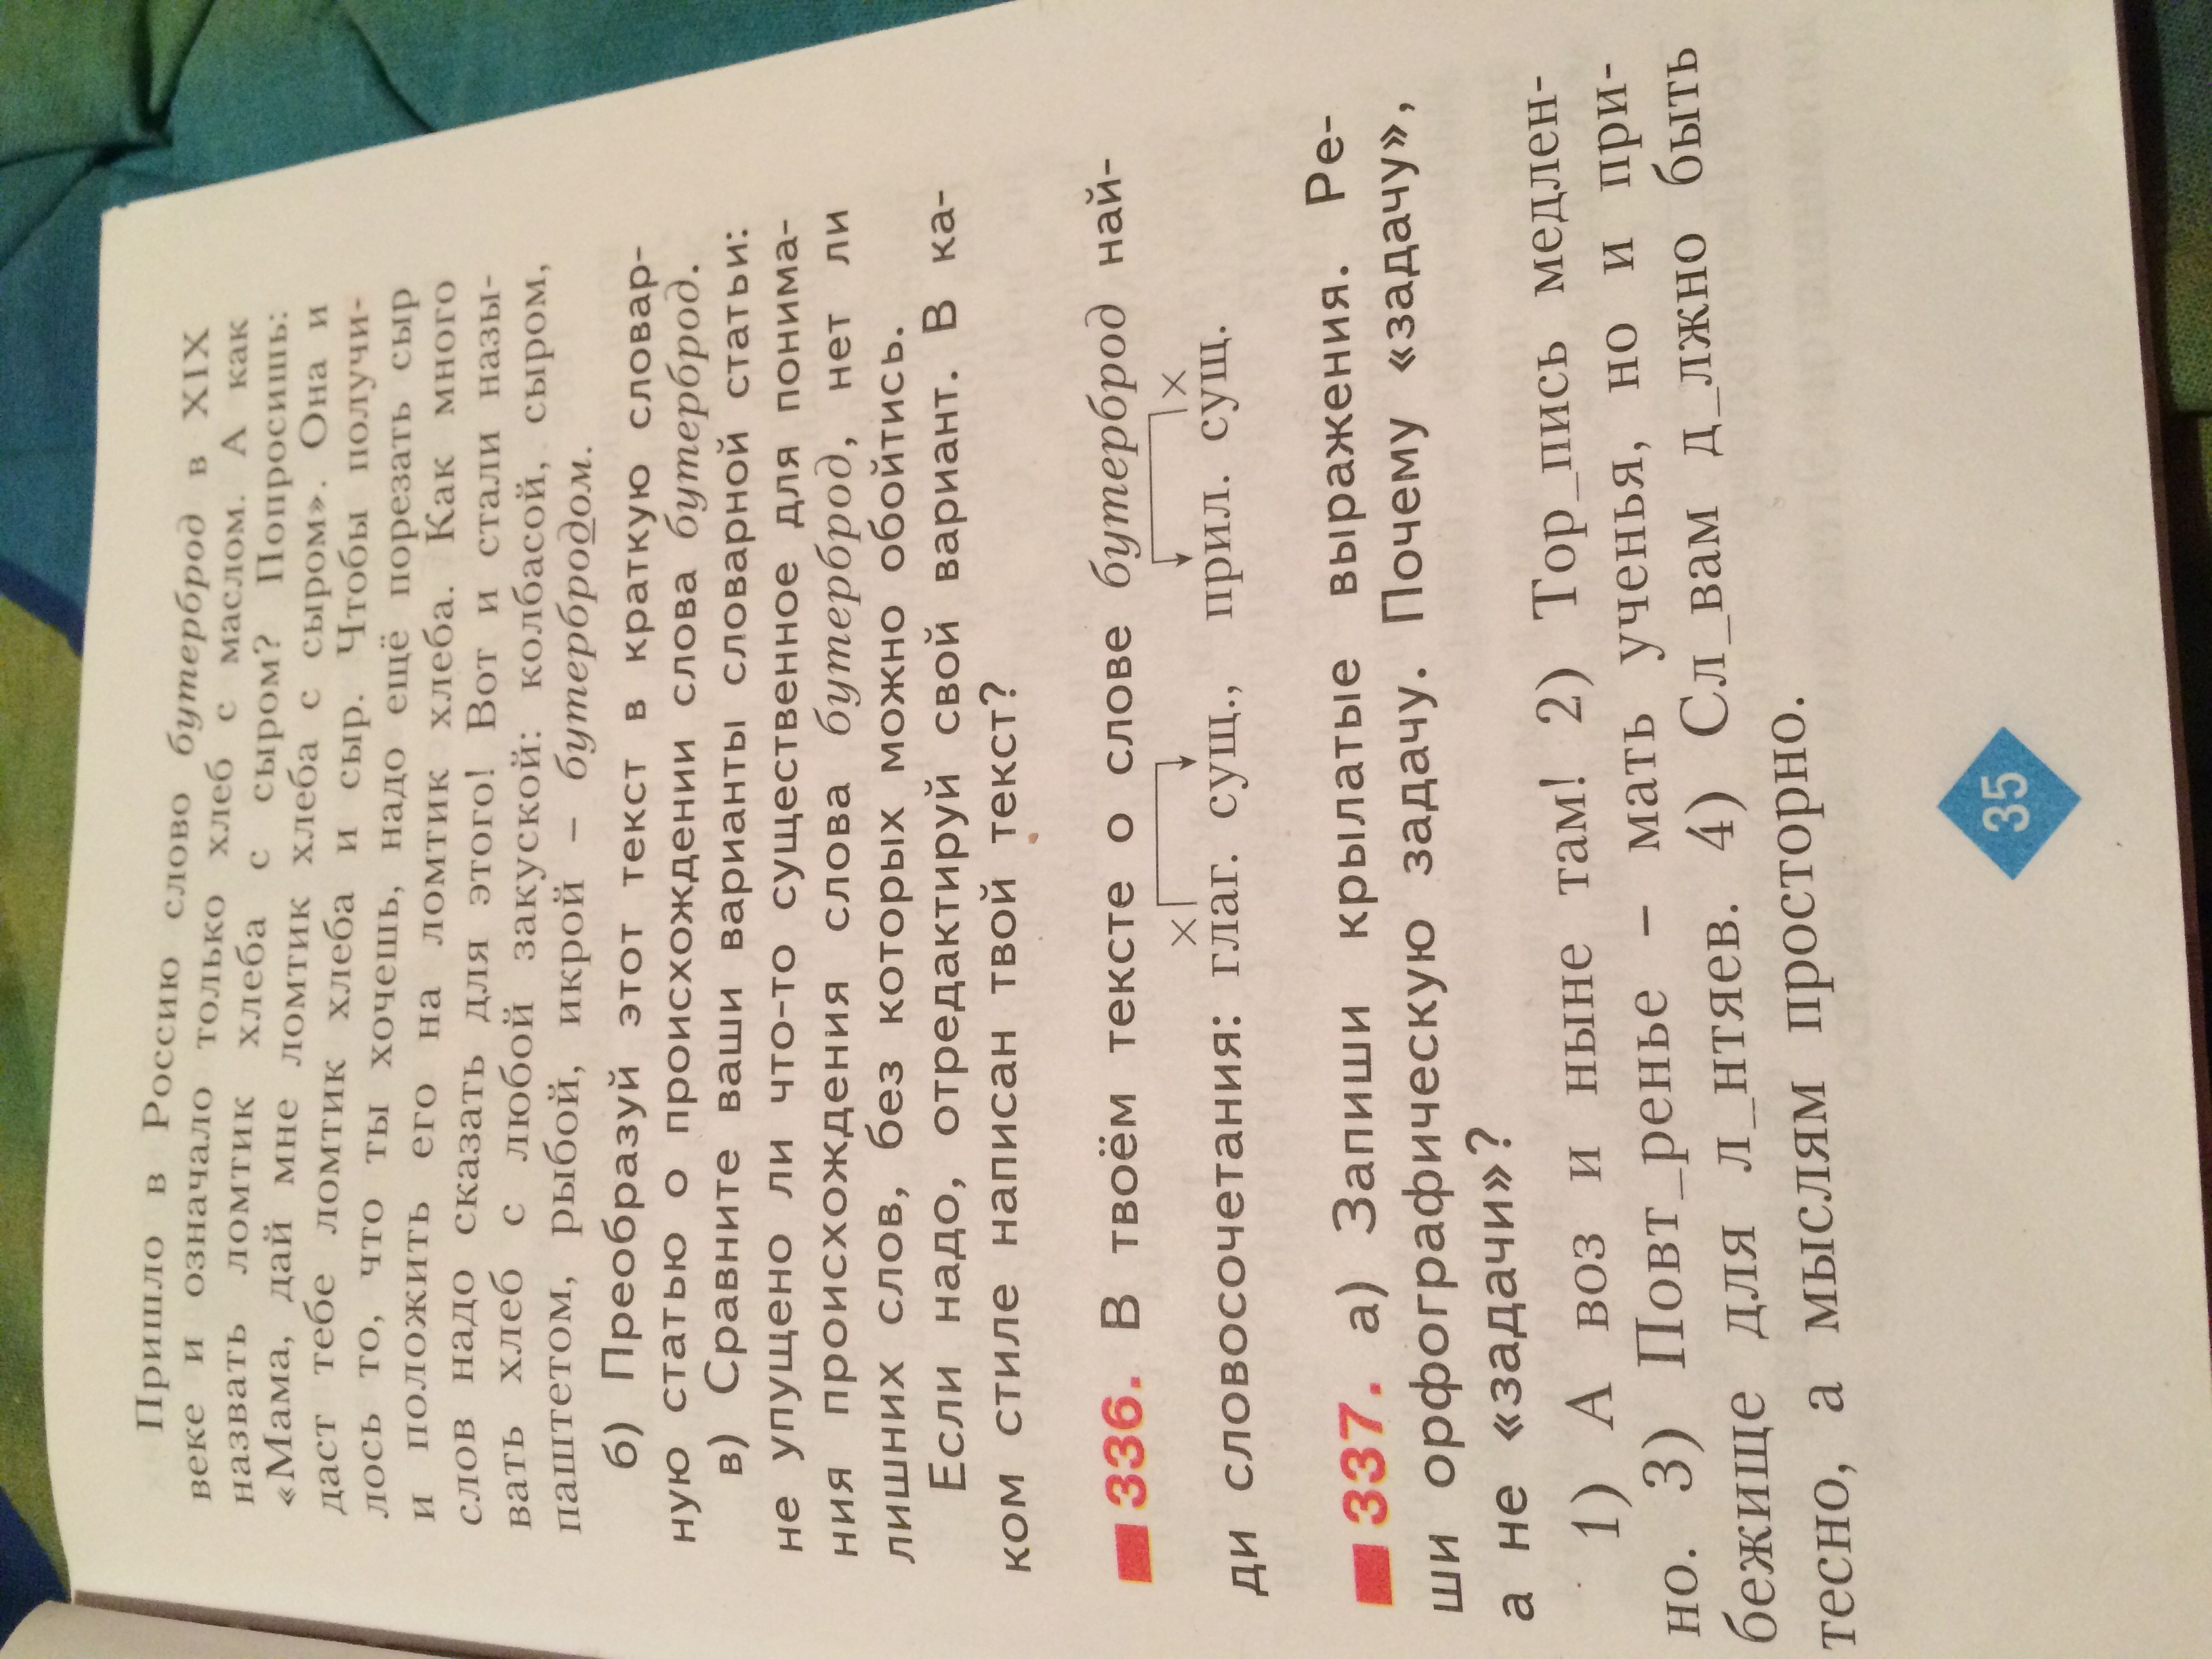 Пришло в Россию слово бутерброд в XIX
веке и означало только хлеб с маслом. А как
назвать ломтик хлеба с сыром? Попросишь:
«Мама, дай мне ломтик хлеба с сыром». Она и
даст тебе ломтик хлеба и сыр. Чтобы получи-
лось то, что ты хочешь, надо ещё порезать сыр
и положить его на ломтик хлеба. Как много
слов надо сказать для этого! Вот и стали назы-
вать хлеб с любой закуской: колбасой, сыром,
паштетом, рыбой, икрой – бутербродом.
б) Преобразуй этот текст в краткую словар-
ную статью о происхождении слова бутерброд.
в) Сравните ваши варианты словарной статьи:
не упущено ли что-то существенное для понима-
ния происхождения слова бутерброд, нет ли
лишних слов, без которых можно обойтись.
Если надо, отредактируй свой вариант. В ка-
ком стиле написан твой текст?
336. В твоём тексте о слове бутерброд най-
× ×
ди словосочетания: глаг. сущ., прил. сущ.
337. а) Запиши крылатые выражения. Ре-
ши орфографическую задачу. Почему «задачу»,
а не «задачи»?
1) А воз и ныне там! 2) Тор_пись медлен-
но. 3) Повт_ренье – мать ученья, но и при-
бежище для л_нтяев. 4) Сл_вам д_лжно быть
тесно, а мыслям просторно.
35